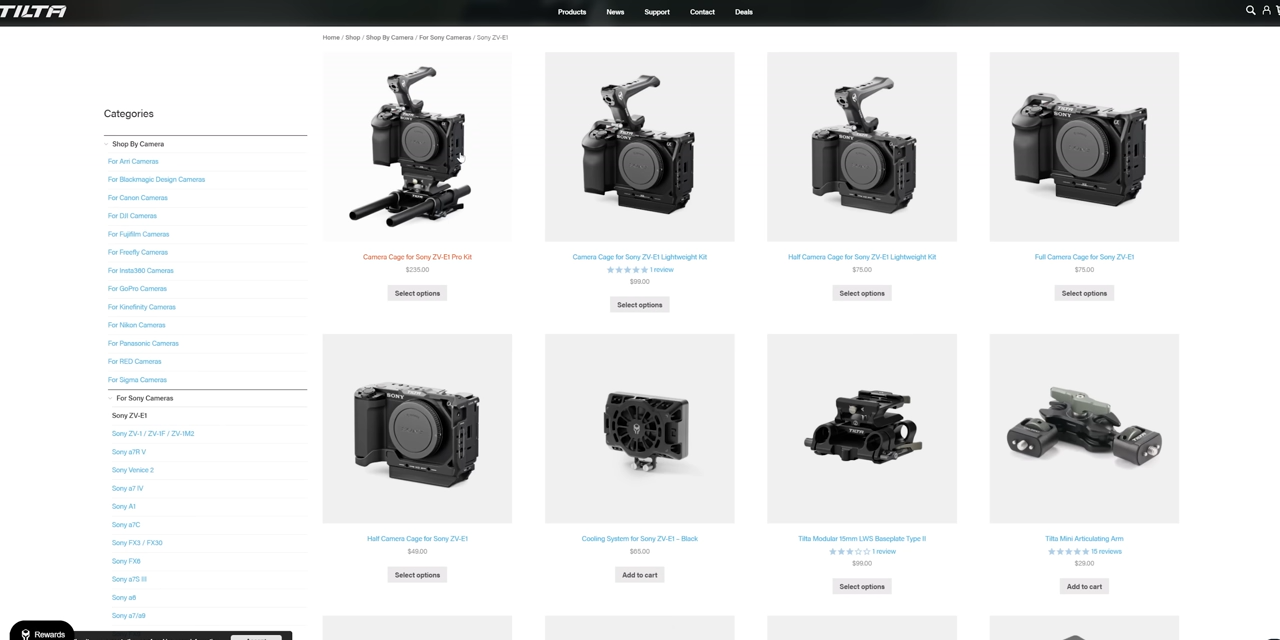 TILTA
Products
News
Support
Contact
Deals
Home / Shop / Shop By Camera / For Sony Cameras / Sony ZV-E1
Categories
Shop By Camera
For Arri Cameras
For Blackmagic Design Cameras
For Canon Cameras
For DJI Cameras
For Fujifilm Cameras
For Freefly Cameras
For Insta360 Cameras
For GoPro Cameras
For Kinefinity Cameras
For Nikon Cameras
For Panasonic Cameras
For RED Cameras
For Sigma Cameras
For Sony Cameras
Sony ZV-E1
Sony ZV-1 / ZV-1F / ZV-1M2
Sony a7R V
Sony Venice 2
Sony a7 IV
Sony A1
Sony a7C
Sony FX3 / FX30
Sony FX6
Sony a7S III
Sony a6
Sony a7/a9
Rewards
SONY
Camera Cage for Sony ZV-E1 Pro Kit
$235.00
Select options
SONY
Camera Cage for Sony ZV-E1 Lightweight Kit
1 review
$99.00
Select options
SONY
Half Camera Cage for Sony ZV-E1 Lightweight Kit
$75.00
Select options
TILTA
SONY
Full Camera Cage for Sony ZV-E1
$75.00
Select options
SONY
Half Camera Cage for Sony ZV-E1
$49.00
Select options
Cooling System for Sony ZV-E1 – Black
$65.00
Add to cart
TILTA
Tilta Modular 15mm LWS Baseplate Type II
1 review
$99.00
Select options
Tilta Mini Articulating Arm
15 reviews
$29.00
Add to cart